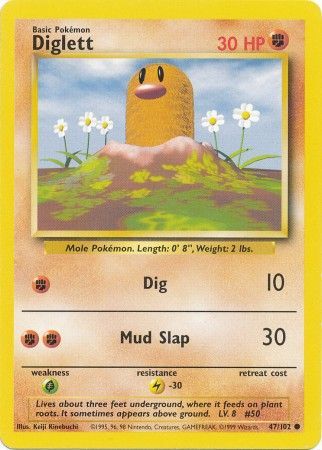 Basic Pokémon
Diglett 30 HP
Mole Pokémon. Length: 0' 8", Weight: 2 lbs.
Dig 10
Mud Slap 30
weakness resistance retreat cost
-30
Lives about three feet underground, where it feeds on plant
roots. It sometimes appears above ground. LV. 8 #50
Illus. Keiji Kinebuchi ©1995, 96, 98 Nintendo, Creatures, GAMEFREAK. ©1999 Wizards. 47/102